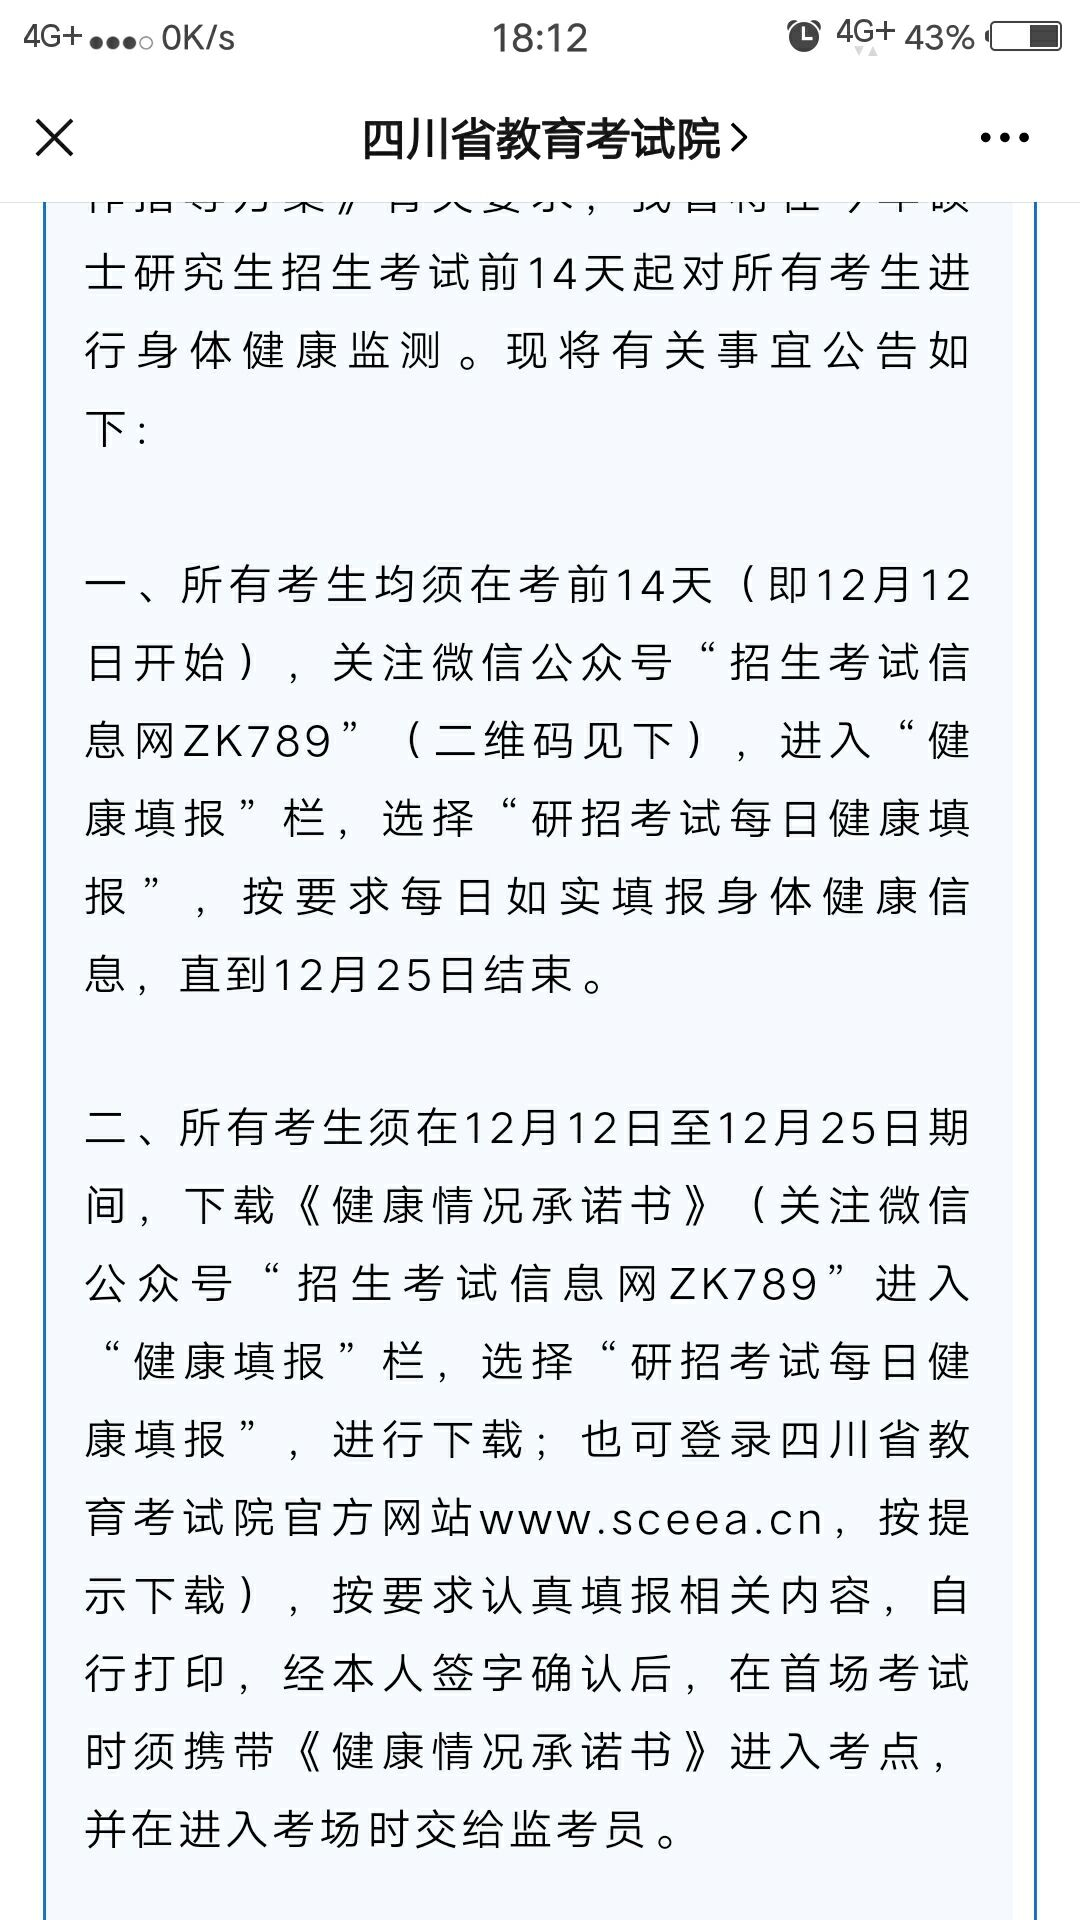 4G+ 0K/s 18:12 4G+ 43%
四川省教育考试院
士研究生招生考试前14天起对所有考生进
行身体健康监测。现将有关事宜公告如
下：
一、所有考生均须在考前14天（即12月12
日开始），关注微信公众号“招生考试信
息网ZK789”（二维码见下），进入“健
康填报”栏，选择“研招考试每日健康填
报”，按要求每日如实填报身体健康信
息，直到12月25日结束。
二、所有考生须在12月12日至12月25日期
间，下载《健康情况承诺书》（关注微信
公众号“招生考试信息网ZK789”进入
“健康填报”栏，选择“研招考试每日健
康填报”，进行下载；也可登录四川省教
育考试院官方网站www.sceea.cn，按提
示下载），按要求认真填报相关内容，自
行打印，经本人签字确认后，在首场考试
时须携带《健康情况承诺书》进入考点，
并在进入考场时交给监考员。